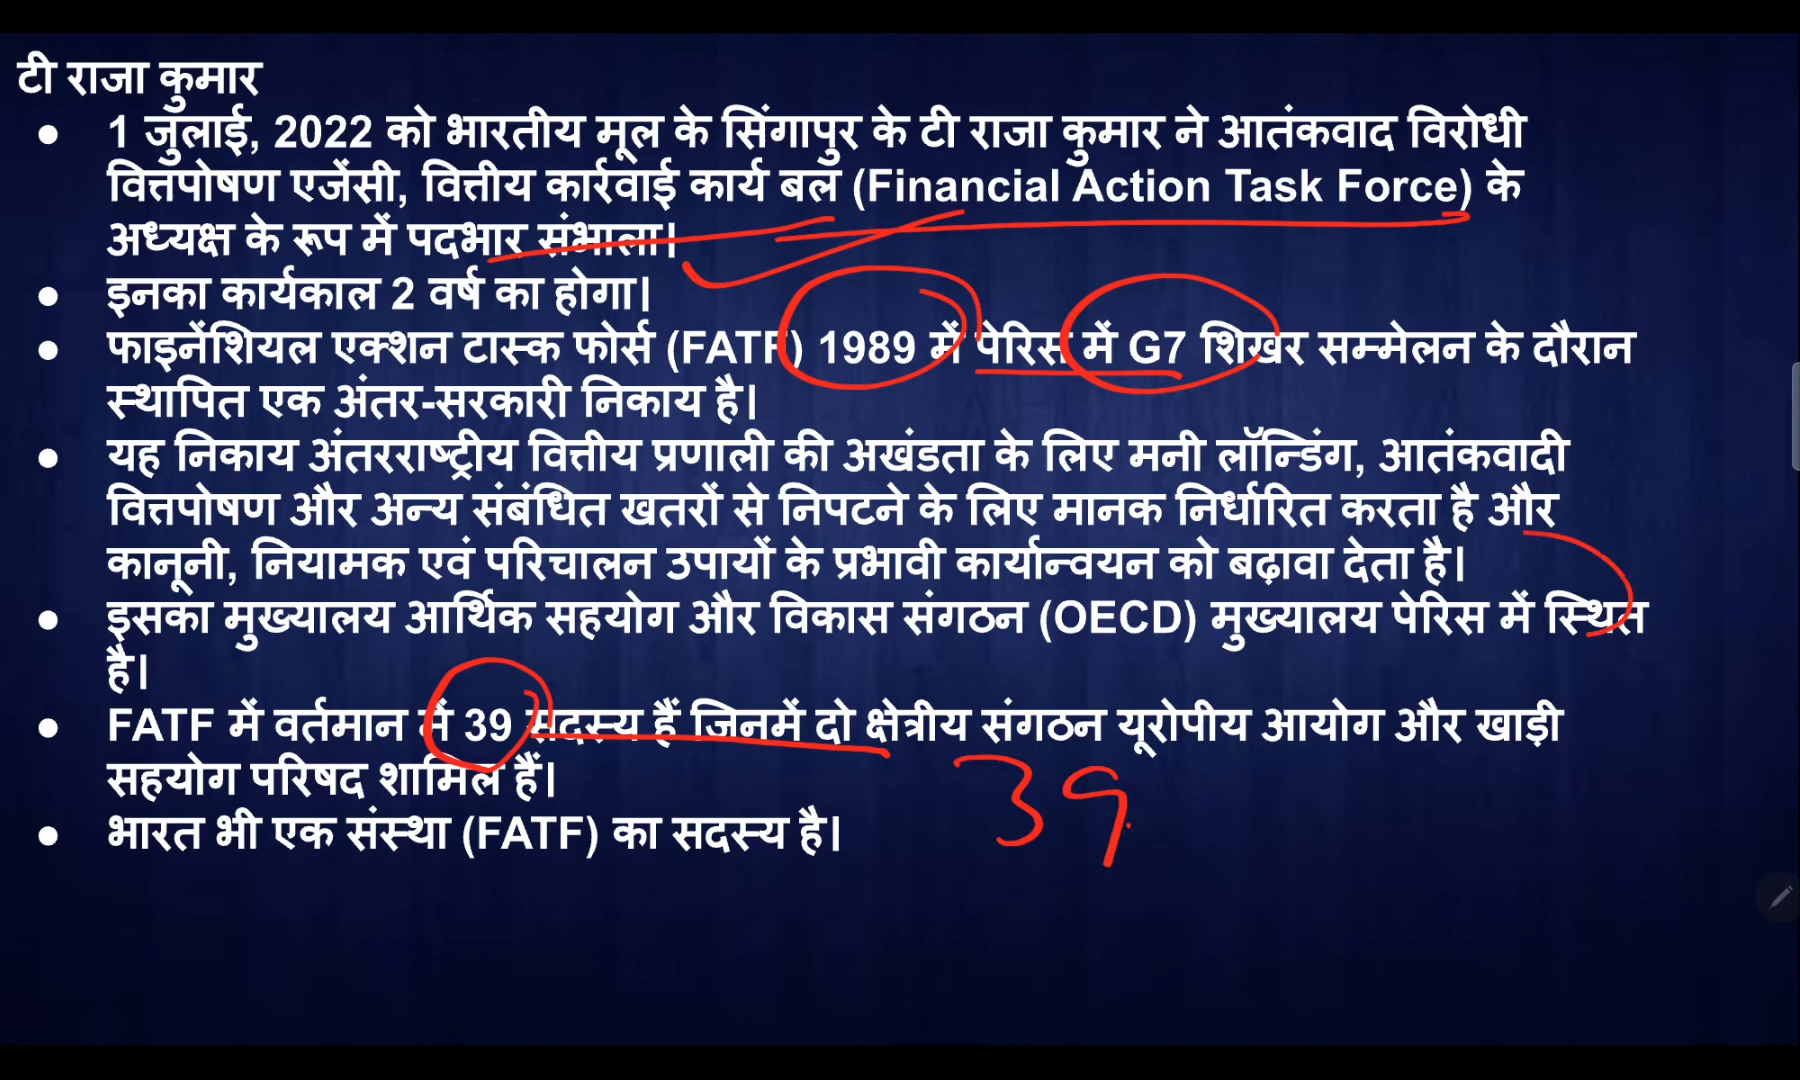 टी राजा कुमार
● 1 जुलाई, 2022 को भारतीय मूल के सिंगापुर के टी राजा कुमार ने आतंकवाद विरोधी
वित्तपोषण एजेंसी, वित्तीय कार्रवाई कार्य बल (Financial Action Task Force) के
अध्यक्ष के रूप में पदभार संभाला।
● इनका कार्यकाल 2 वर्ष का होगा।
● फाइनेंशियल एक्शन टास्क फोर्स (FATF) 1989 में पेरिस में G7 शिखर सम्मेलन के दौरान
स्थापित एक अंतर-सरकारी निकाय है।
● यह निकाय अंतरराष्ट्रीय वित्तीय प्रणाली की अखंडता के लिए मनी लॉन्डिंग, आतंकवादी
वित्तपोषण और अन्य संबंधित खतरों से निपटने के लिए मानक निर्धारित करता है और
कानूनी, नियामक एवं परिचालन उपायों के प्रभावी कार्यान्वयन को बढ़ावा देता है।
● इसका मुख्यालय आर्थिक सहयोग और विकास संगठन (OECD) मुख्यालय पेरिस में स्थित
है।
● FATF में वर्तमान में 39 सदस्य हैं जिनमें दो क्षेत्रीय संगठन यूरोपीय आयोग और खाड़ी
सहयोग परिषद शामिल हैं।
39
● भारत भी एक संस्था (FATF) का सदस्य है।